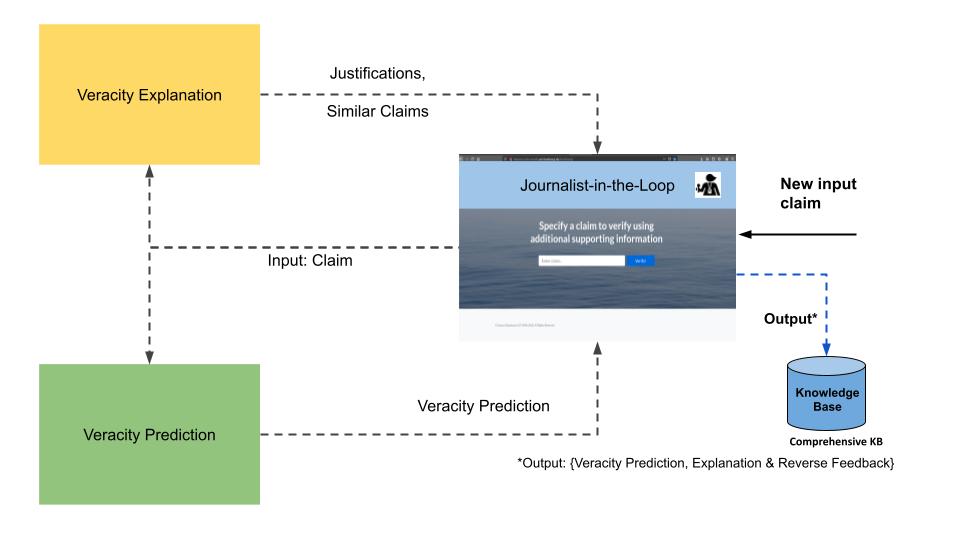 Veracity Explanation
Justifications,
Similar Claims
Journalist-in-the-Loop
New input
claim
Specify a claim to verify using
additional supporting information
Enter claim...
Verify
Input: Claim
Output*
Knowledge
Base
Comprehensive KB
Veracity Prediction
Veracity Prediction
*Output: {Veracity Prediction, Explanation & Reverse Feedback}